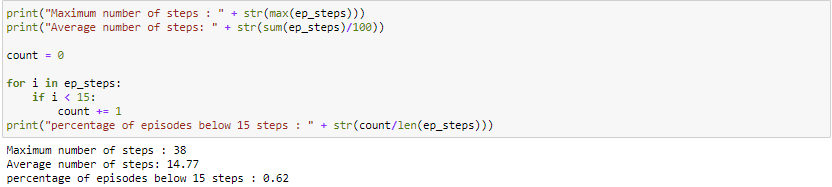 print("Maximum number of steps : " + str(max(ep_steps)))
print("Average number of steps: " + str(sum(ep_steps)/100))
count = 0
for i in ep_steps:
    if i < 15:
        count += 1
print("percentage of episodes below 15 steps : " + str(count/len(ep_steps)))
Maximum number of steps : 38
Average number of steps: 14.77
percentage of episodes below 15 steps : 0.62